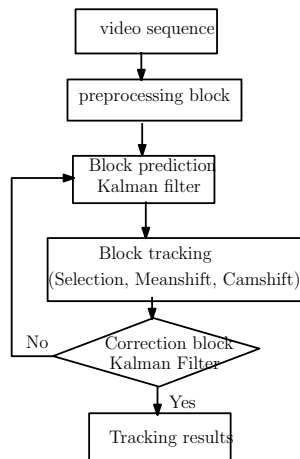 video sequence
preprocessing block
Block prediction
Kalman filter
Block tracking
(Selection, Meanshift, Camshift)
No
Correction block
Kalman Filter
Yes
Tracking results